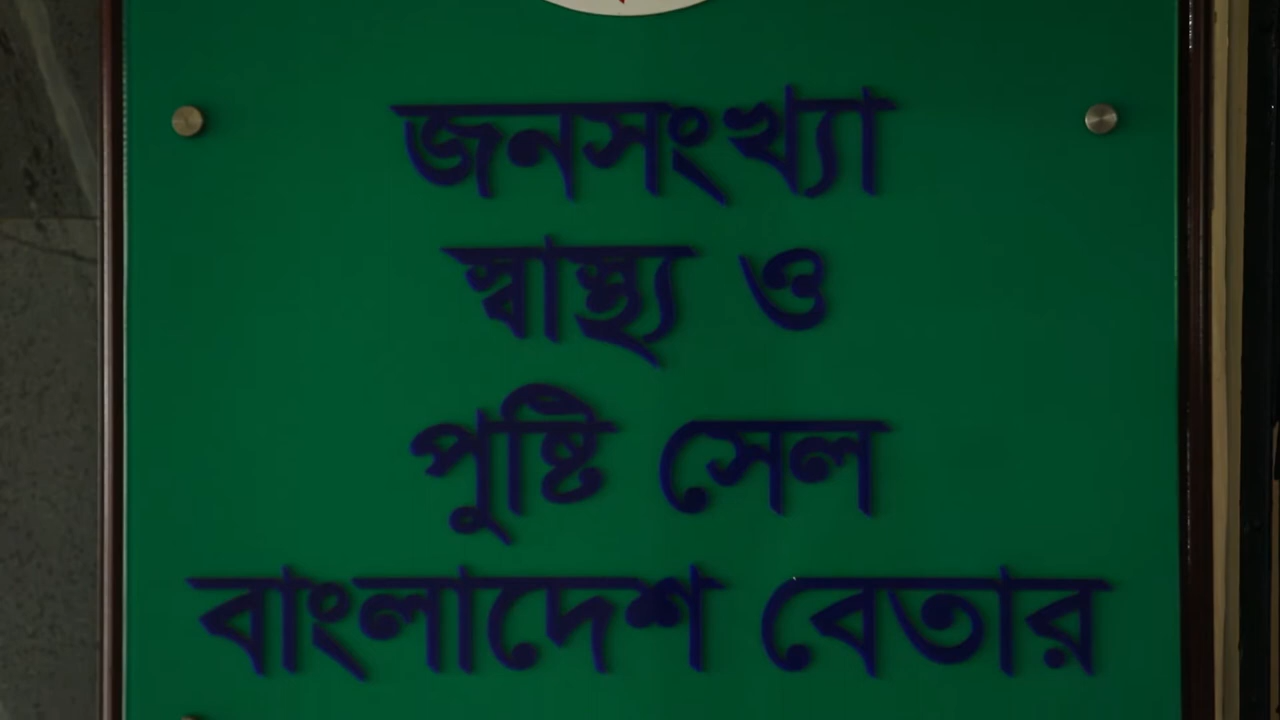 জনসংখ্যা
স্বাস্থ্য ও
পুষ্টি সেল
বাংলাদেশ বেতার